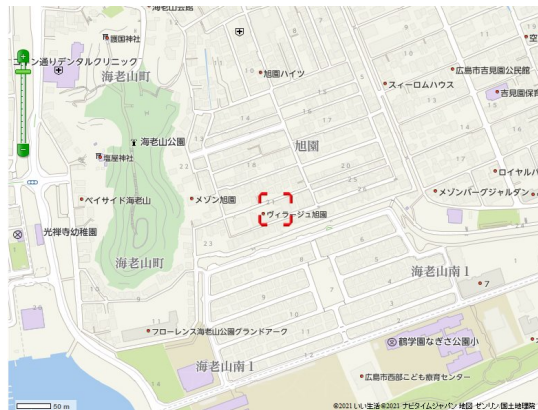 海老山会館
護国神社
コイン通りデンタルクリニック
海老山町
旭園ハイツ
広島市吉見園公民館
スィーロムハウス
吉見園保育
海老山公園
旭園
塩屋神社
ロイヤルハ
ベイサイド海老山
メゾン旭園
メゾンバーグジャルダン
21
ヴィラージュ旭園
光禅寺幼稚園
海老山町
23
海老山南1
7
フローレンス海老山公園グランドアーク
鶴学園なぎさ公園小
海老山南1
広島市西部こども療育センター
50 m
©2021 いい生活 ©2021 ナビタイムジャパン 地図 ゼンリン 国土地理院